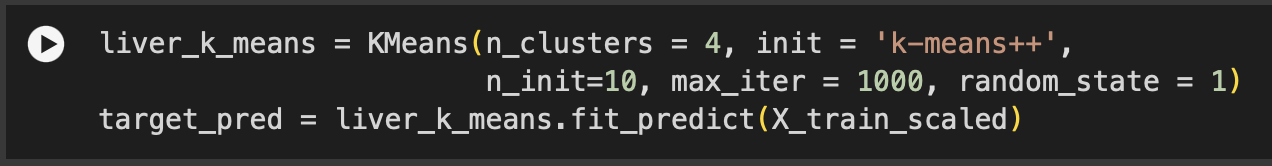 liver_k_means = KMeans(n_clusters = 4, init = 'k-means++',
n_init=10, max_iter = 1000, random_state = 1)
target_pred = liver_k_means.fit_predict(X_train_scaled)